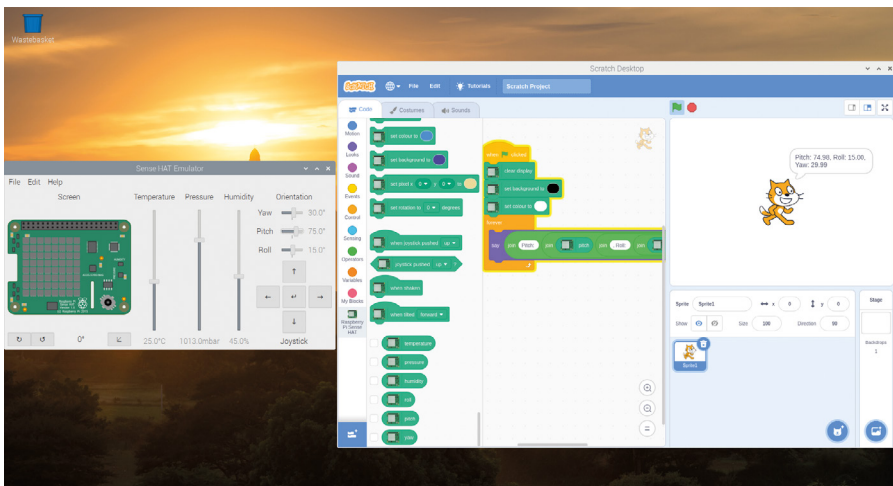 Wastebasket
Sense HAT Emulator
File Edit Help
Screen
Temperature
Pressure
Humidity
Orientation
Yaw 30.0°
Pitch 75.0°
Roll 15.0°
0°
25.0°C
1013.0mbar
45.0%
Joystick
Scratch Desktop
SCRATCH
File Edit Tutorials Scratch Project
Code Costumes Sounds
Motion
Looks
Sound
Events
Control
Sensing
Operators
Variables
My Blocks
Raspberry
Pi Sense
HAT
set colour to
set background to
set pixel x 0 y 0 to
set rotation to 0 degrees
when joystick pushed up
joystick pushed up ?
when shaken
when tilted forward
temperature
pressure
humidity
roll
pitch
yaw
when clicked
clear display
set background to
set colour to
forever
say join Pitch: join pitch join Roll: join
Pitch: 74.98, Roll: 15.00,
Yaw: 29.99
Sprite Sprite1 x 0 y 0
Show Size 100 Direction 90
Sprite1
Stage
Backdrops
1